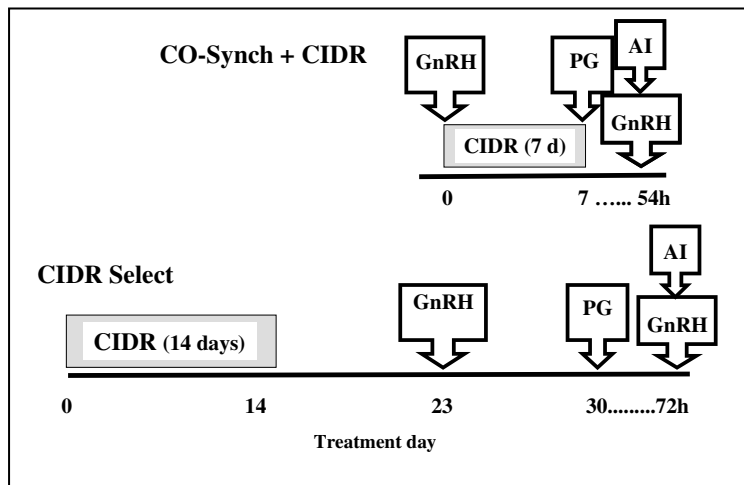 CO-Synch + CIDR
GnRH
PG
AI
GnRH
CIDR (7 d)
0 7 …... 54h
CIDR Select
AI
GnRH
PG
GnRH
CIDR (14 days)
0 14 23 30.........72h
Treatment day